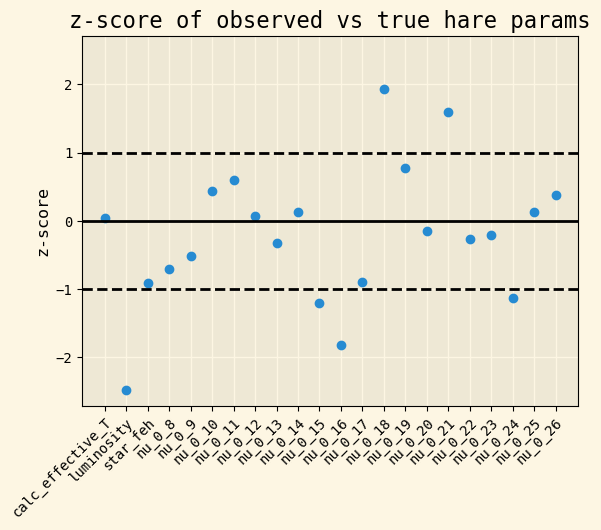 z-score of observed vs true hare params
z-score
2
1
0
−1
−2
calc_effective_T
luminosity
star_feh
nu_0_8
nu_0_9
nu_0_10
nu_0_11
nu_0_12
nu_0_13
nu_0_14
nu_0_15
nu_0_16
nu_0_17
nu_0_18
nu_0_19
nu_0_20
nu_0_21
nu_0_22
nu_0_23
nu_0_24
nu_0_25
nu_0_26